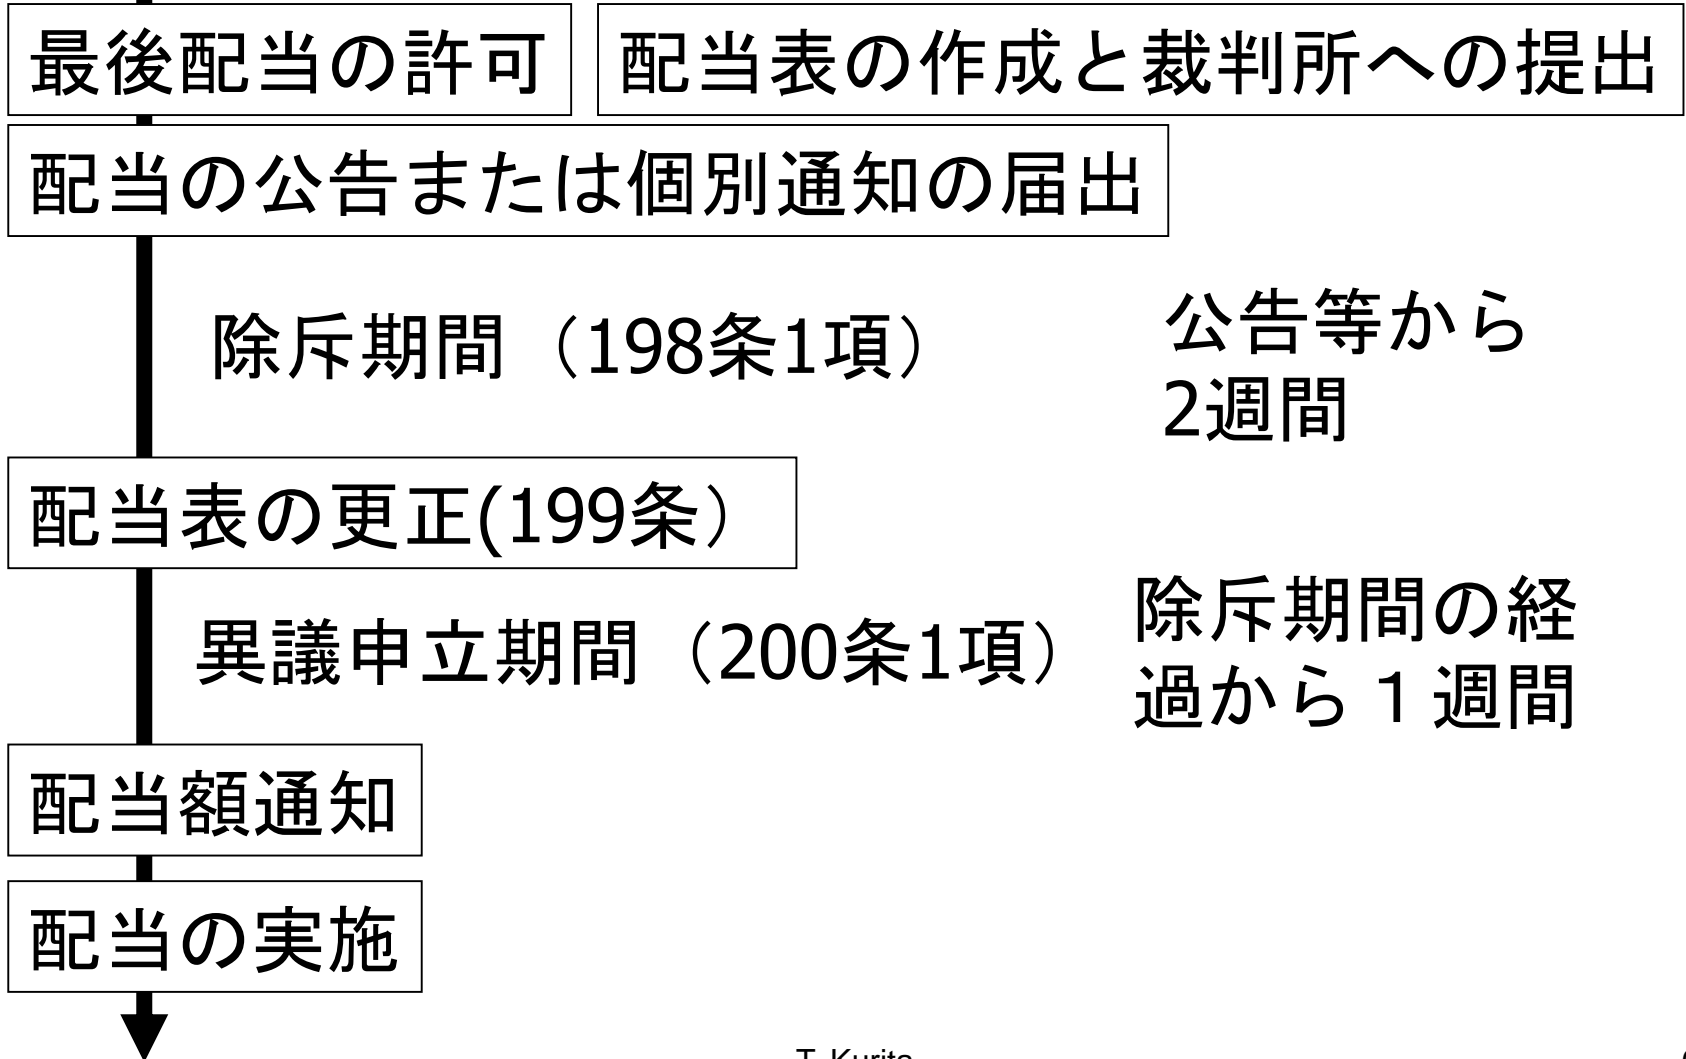 最後配当の許可
配当表の作成と裁判所への提出
配当の公告または個別通知の届出
除斥期間（198条1項）
公告等から
2週間
配当表の更正(199条）
異議申立期間（200条1項）
除斥期間の経
過から１週間
配当額通知
配当の実施
T. Kurita